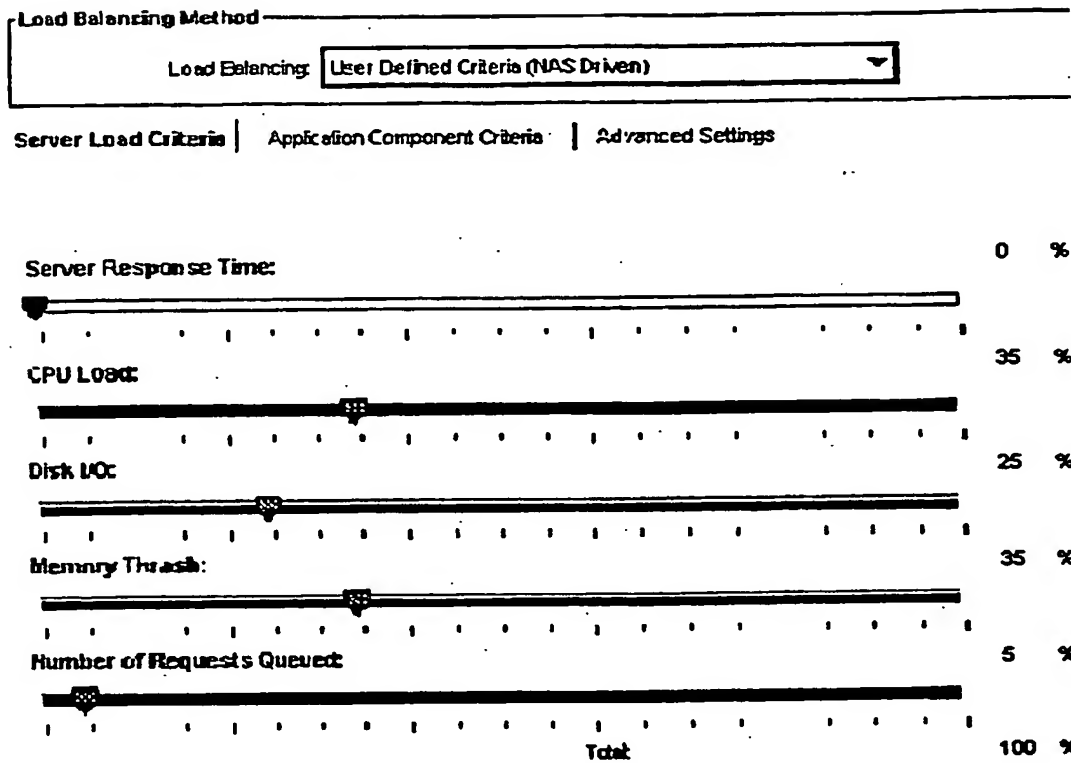 Load Balancing Method
Load Balancing: User Defined Criteria (NAS Driven)
Server Load Criteria | Application Component Criteria | Advanced Settings
Server Response Time: 0 %
CPU Load: 35 %
Disk I/O: 25 %
Memory Thrash: 35 %
Number of Requests Queued: 5 %
Total: 100 %